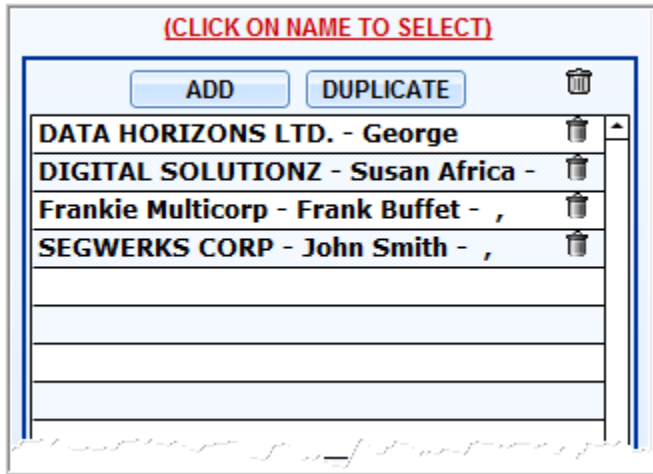 (CLICK ON NAME TO SELECT)
ADD DUPLICATE
DATA HORIZONS LTD. - George
DIGITAL SOLUTIONZ - Susan Africa -
Frankie Multicorp - Frank Buffet -  ,
SEGWERKS CORP - John Smith -  ,